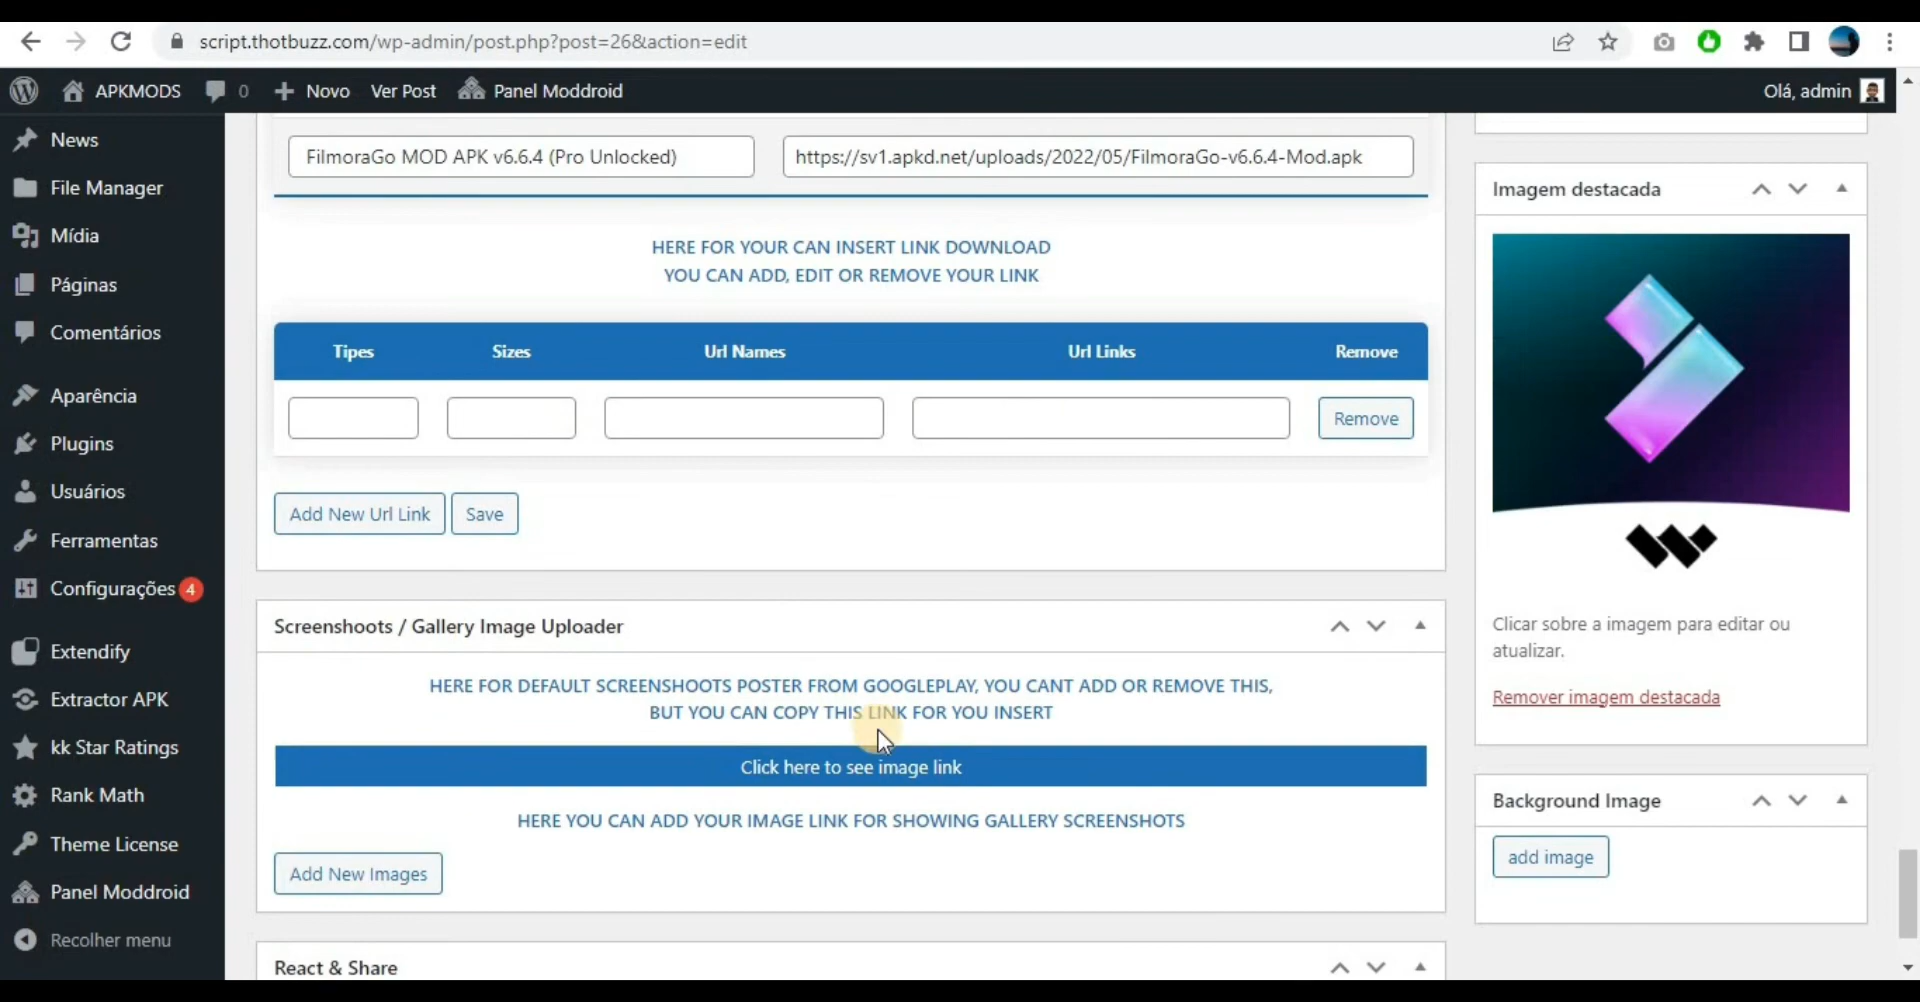 script.thotbuzz.com/wp-admin/post.php?post=26&action=edit
APKMODS 0 Novo Ver Post Panel Moddroid Olá, admin
News
File Manager
Mídia
Páginas
Comentários
Aparência
Plugins
Usuários
Ferramentas
Configurações 4
Extendify
Extractor APK
kk Star Ratings
Rank Math
Theme License
Panel Moddroid
Recolher menu
FilmoraGo MOD APK v6.6.4 (Pro Unlocked) https://sv1.apkd.net/uploads/2022/05/FilmoraGo-v6.6.4-Mod.apk
HERE FOR YOUR CAN INSERT LINK DOWNLOAD
YOU CAN ADD, EDIT OR REMOVE YOUR LINK
Tipes Sizes Url Names Url Links Remove
Remove
Add New Url Link Save
Screenshoots / Gallery Image Uploader
HERE FOR DEFAULT SCREENSHOOTS POSTER FROM GOOGLEPLAY, YOU CANT ADD OR REMOVE THIS,
BUT YOU CAN COPY THIS LINK FOR YOU INSERT
Click here to see image link
HERE YOU CAN ADD YOUR IMAGE LINK FOR SHOWING GALLERY SCREENSHOTS
Add New Images
React & Share
Imagem destacada
Clicar sobre a imagem para editar ou
atualizar.
Remover imagem destacada
Background Image
add image